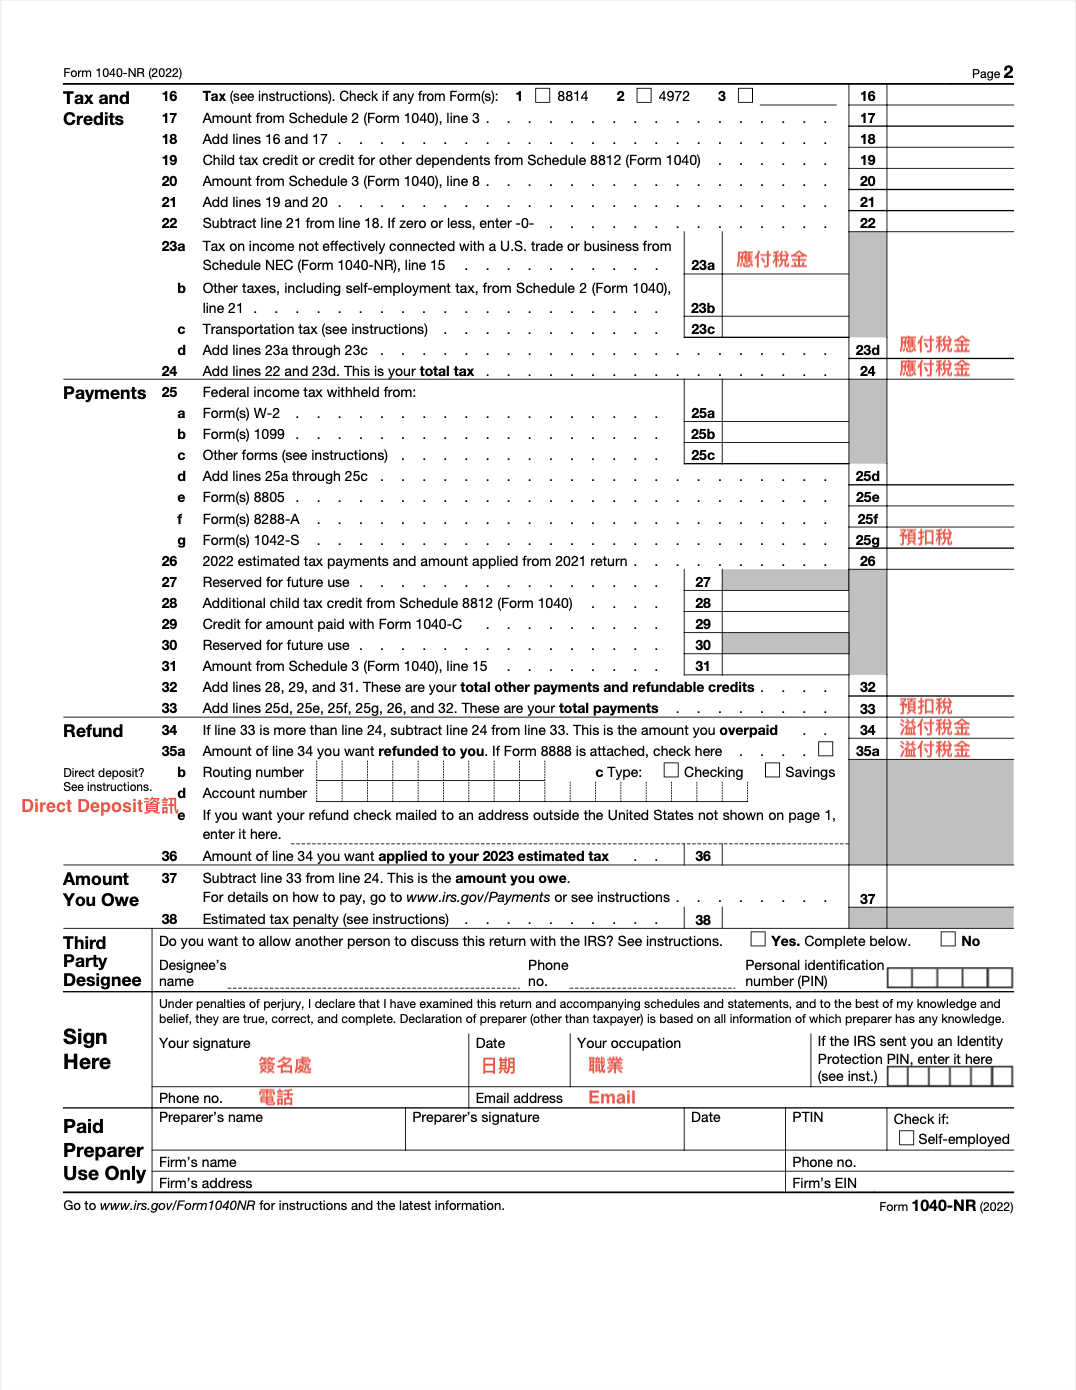 Form 1040-NR (2022) Page 2
Tax and Credits
16 Tax (see instructions). Check if any from Form(s): 1 8814 2 4972 3 16
17 Amount from Schedule 2 (Form 1040), line 3 . . . . . . . . . . . . . . . . . 17
18 Add lines 16 and 17 . . . . . . . . . . . . . . . . . . . . . . . . 18
19 Child tax credit or credit for other dependents from Schedule 8812 (Form 1040) . . . . . . 19
20 Amount from Schedule 3 (Form 1040), line 8 . . . . . . . . . . . . . . . . . 20
21 Add lines 19 and 20 . . . . . . . . . . . . . . . . . . . . . . . . 21
22 Subtract line 21 from line 18. If zero or less, enter -0- . . . . . . . . . . . . . . 22
23a Tax on income not effectively connected with a U.S. trade or business from
Schedule NEC (Form 1040-NR), line 15 . . . . . . . . . . 23a 應付稅金
b Other taxes, including self-employment tax, from Schedule 2 (Form 1040),
line 21 . . . . . . . . . . . . . . . . . . . . 23b
c Transportation tax (see instructions) . . . . . . . . . . . 23c
d Add lines 23a through 23c . . . . . . . . . . . . . . . . . . . . . . 23d 應付稅金
24 Add lines 22 and 23d. This is your total tax . . . . . . . . . . . . . . . . . 24 應付稅金
Payments
25 Federal income tax withheld from:
a Form(s) W-2 . . . . . . . . . . . . . . . . . . 25a
b Form(s) 1099 . . . . . . . . . . . . . . . . . . 25b
c Other forms (see instructions) . . . . . . . . . . . . . 25c
d Add lines 25a through 25c . . . . . . . . . . . . . . . . . . . . . . 25d
e Form(s) 8805 . . . . . . . . . . . . . . . . . . . . . . . . . . 25e
f Form(s) 8288-A . . . . . . . . . . . . . . . . . . . . . . . . . 25f
g Form(s) 1042-S . . . . . . . . . . . . . . . . . . . . . . . . . 25g 預扣稅
26 2022 estimated tax payments and amount applied from 2021 return . . . . . . . . . . 26
27 Reserved for future use . . . . . . . . . . . . . . . 27
28 Additional child tax credit from Schedule 8812 (Form 1040) . . . . 28
29 Credit for amount paid with Form 1040-C . . . . . . . . . 29
30 Reserved for future use . . . . . . . . . . . . . . . 30
31 Amount from Schedule 3 (Form 1040), line 15 . . . . . . . . 31
32 Add lines 28, 29, and 31. These are your total other payments and refundable credits . . . . 32
33 Add lines 25d, 25e, 25f, 25g, 26, and 32. These are your total payments . . . . . . . . 33 預扣稅
Refund
34 If line 33 is more than line 24, subtract line 24 from line 33. This is the amount you overpaid . . 34 溢付稅金
35a Amount of line 34 you want refunded to you. If Form 8888 is attached, check here . . . . 35a 溢付稅金
Direct deposit?
See instructions.
Direct Deposit資訊
b Routing number c Type: Checking Savings
d Account number
e If you want your refund check mailed to an address outside the United States not shown on page 1,
enter it here.
36 Amount of line 34 you want applied to your 2023 estimated tax . . 36
Amount You Owe
37 Subtract line 33 from line 24. This is the amount you owe.
For details on how to pay, go to www.irs.gov/Payments or see instructions . . . . . . . . 37
38 Estimated tax penalty (see instructions) . . . . . . . . . . 38
Third Party Designee
Do you want to allow another person to discuss this return with the IRS? See instructions. Yes. Complete below. No
Designee's name Phone no. Personal identification number (PIN)
Sign Here
Under penalties of perjury, I declare that I have examined this return and accompanying schedules and statements, and to the best of my knowledge and
belief, they are true, correct, and complete. Declaration of preparer (other than taxpayer) is based on all information of which preparer has any knowledge.
Your signature Date Your occupation
簽名處 日期 職業
If the IRS sent you an Identity
Protection PIN, enter it here
(see inst.)
Phone no. 電話 Email address Email
Paid Preparer Use Only
Preparer's name Preparer's signature Date PTIN Check if:
Self-employed
Firm's name Phone no.
Firm's address Firm's EIN
Go to www.irs.gov/Form1040NR for instructions and the latest information. Form 1040-NR (2022)